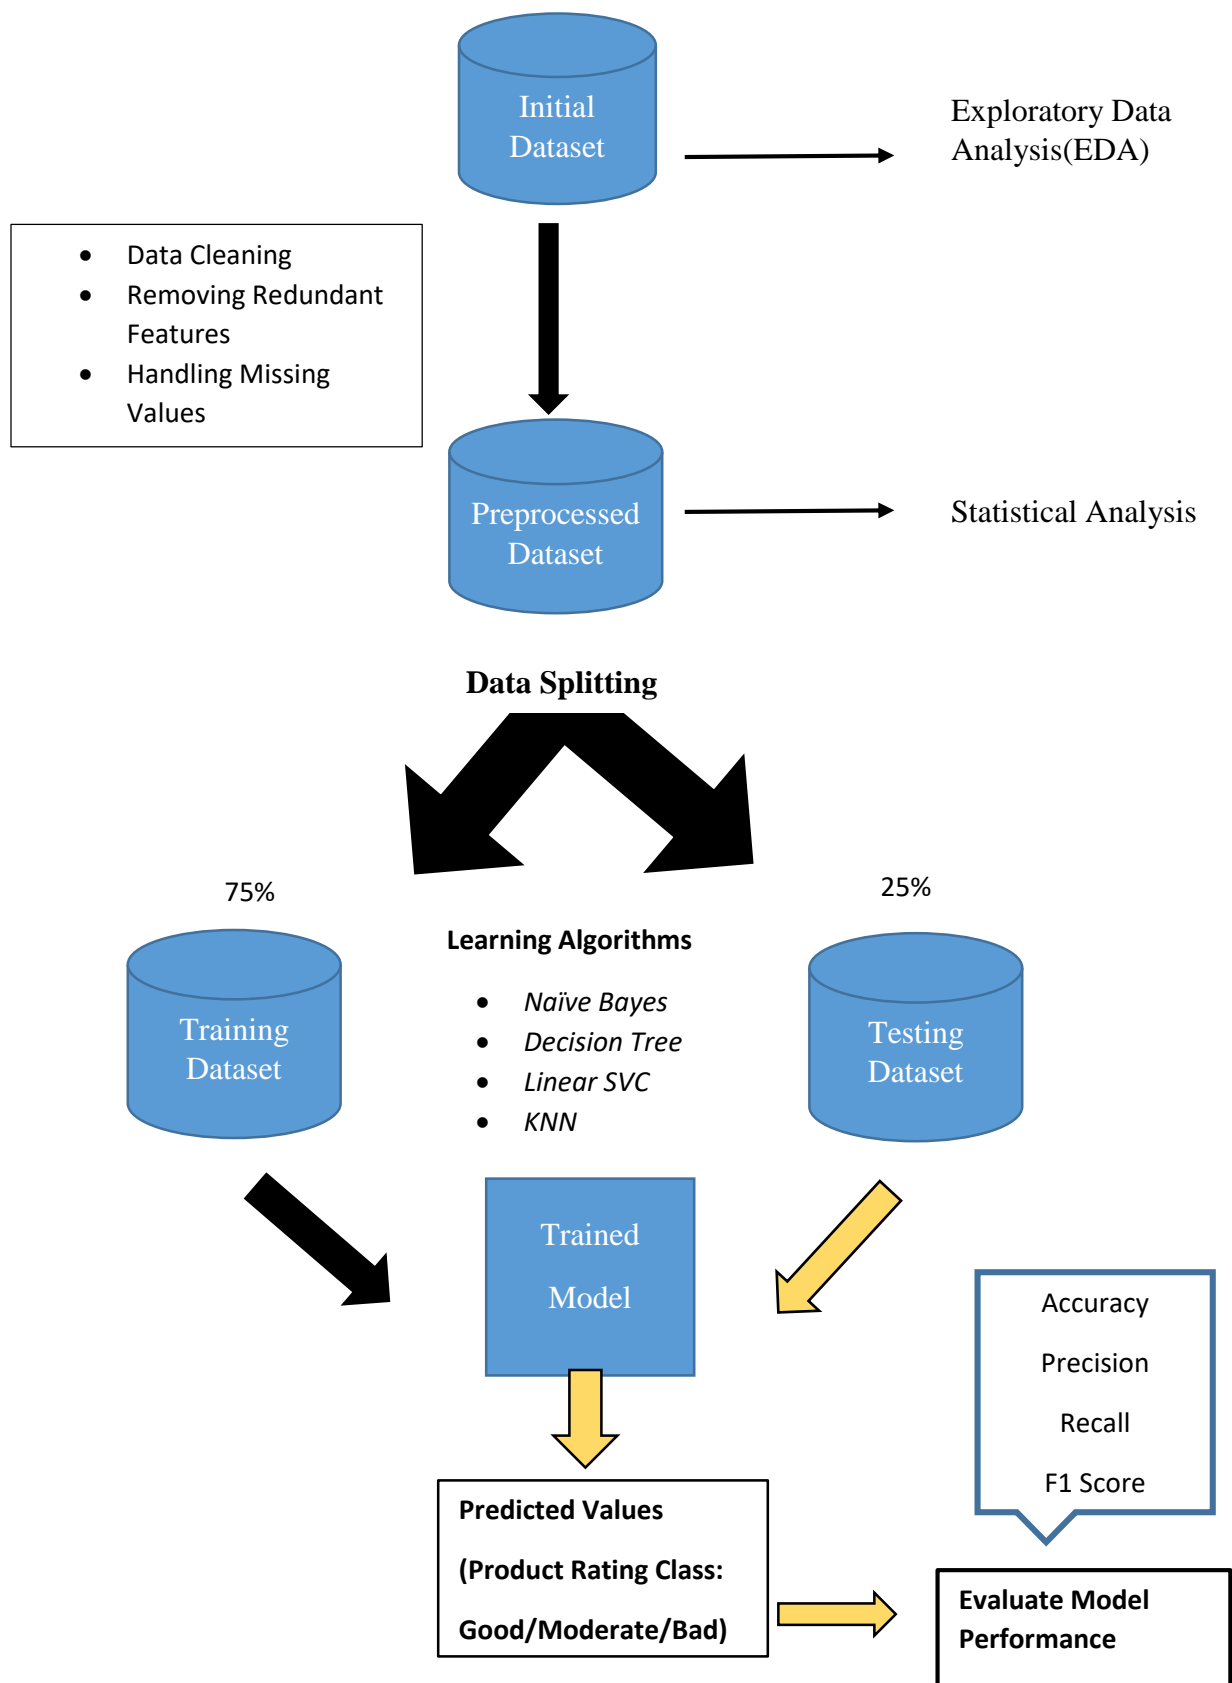 Initial
Dataset
Exploratory Data
Analysis(EDA)
• Data Cleaning
• Removing Redundant
Features
• Handling Missing
Values
Preprocessed
Dataset
Statistical Analysis
Data Splitting
75%
25%
Training
Dataset
Learning Algorithms
• Naïve Bayes
• Decision Tree
• Linear SVC
• KNN
Testing
Dataset
Trained
Model
Accuracy
Precision
Recall
F1 Score
Predicted Values
(Product Rating Class:
Good/Moderate/Bad)
Evaluate Model
Performance